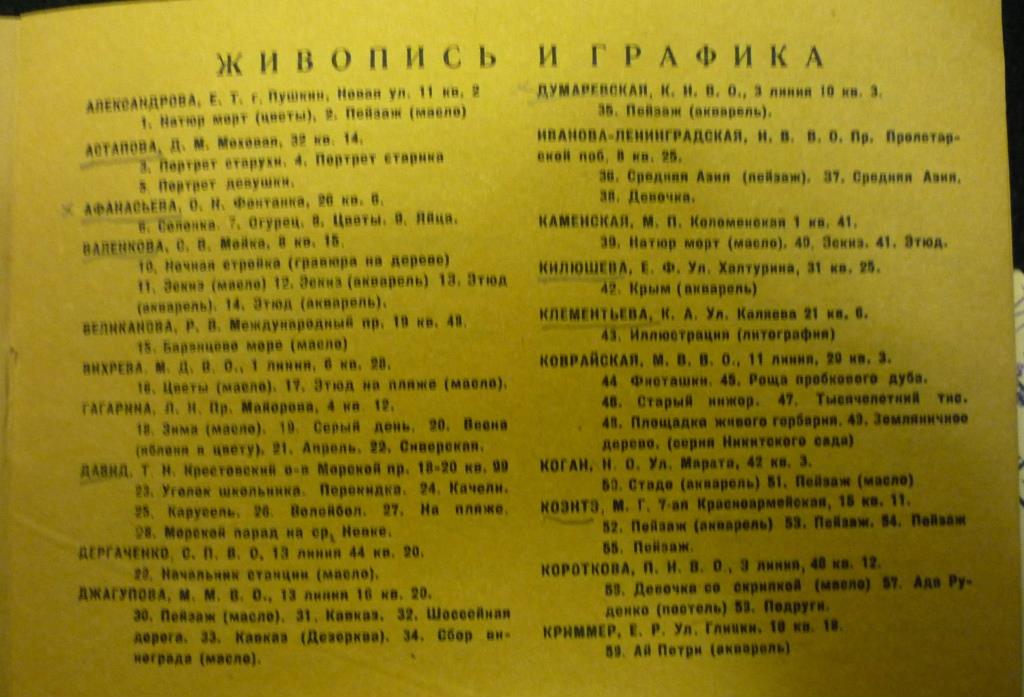 ЖИВОПИСЬ И ГРАФИКА
АЛЕКСАНДРОВА, Е. Т. г. Пушкин, Новая ул. 11 кв. 2
1. Натюр морт (цветы), 2. Пейзаж (масло)
АСТАПОВА, Д. М. Моховая, 32 кв. 14.
3. Портрет старухи. 4. Портрет старика
5. Портрет девушки.
АФАНАСЬЕВА, О. Н. Фонтанка, 26 кв. 6.
6. Солонка. 7. Огурец. 8. Цветы. 9. Яйца.
ВАЛЕНКОВА, С. В. Мойка, 8 кв. 15.
10. Ночная стройка (гравюра на дереве)
11. Эскиз (масло) 12. Эскиз (акварель) 13. Этюд
(акварель). 14. Этюд (акварель).
ВЕЛИКАНОВА, Р. В. Международный пр. 19 кв. 48.
15. Баренцево море (масло)
ВИХРЕВА, М. Д. В. О., 1 линия, 6 кв. 28.
16. Цветы (масло). 17. Этюд на пляже (масло).
ГАГАРИНА, Л. Н. Пр. Майорова, 4 кв. 12.
18. Зима (масло). 19. Серый день. 20. Весна
(яблоня в цвету). 21. Апрель. 22. Сиверская.
ДАВИД, Т. Н. Крестовский о-в Морской пр. 18-20 кв. 99
23. Уголок школьника. Перекидка. 24. Качели.
25. Карусель. 26. Волейбол. 27. На пляже.
28. Морской парад на ср. Невке.
ДЕРГАЧЕНКО, С. П. В. О, 13 линия 44 кв. 20.
29. Начальник станции (масло).
ДЖАГУПОВА, М. М. В. О., 13 линия 16 кв. 20.
30. Пейзаж (масло). 31. Кавказ. 32. Шоссейная
дорога. 33. Кавказ (Дезерква). 34. Сбор ви-
нограда (масло).
ДУМАРЕВСКАЯ, К. Н. В. О., 3 линия 10 кв. 3.
35. Пейзаж (акварель).
ИВАНОВА-ЛЕНИНГРАДСКАЯ, Н. В. В. О. Пр. Пролетар-
ской поб. 8 кв. 25.
36. Средняя Азия (пейзаж). 37. Средняя Азия.
38. Девочка.
КАМЕНСКАЯ, М. П. Коломенская 1 кв. 41.
39. Натюр морт (масло). 40. Эскиз. 41. Этюд.
КИЛЮШЕВА, Е. Ф. Ул. Халтурина, 31 кв. 25.
42. Крым (акварель)
КЛЕМЕНТЬЕВА, К. А. Ул. Каляева 21 кв. 6.
43. Иллюстрация (литография)
КОВРАЙСКАЯ, М. В. В. О., 11 линия, 20 кв. 3.
44 Фисташки. 45. Роща пробкового дуба.
46. Старый инжор. 47. Тысячелетний тис.
48. Площадка живого гербария. 49. Земляничное
дерево, (серия Никитского сада)
КОГАН, Н. О. Ул. Марата, 42 кв. 3.
50. Стадо (акварель) 51. Пейзаж (масло)
КОЭНТЭ, М. Г. 7-ая Красноармейская, 18 кв. 11.
52. Пейзаж (акварель) 53. Пейзаж. 54. Пейзаж
55. Пейзаж.
КОРОТКОВА, П. И. В. О., 3 линия, 46 кв. 12.
56. Девочка со скрипкой (масло) 57. Ада Ру-
денко (постель) 58. Подруги.
КРИММЕР, Е. Р. Ул. Глинки. 10 кв. 18.
59. Ай Петри (акварель)